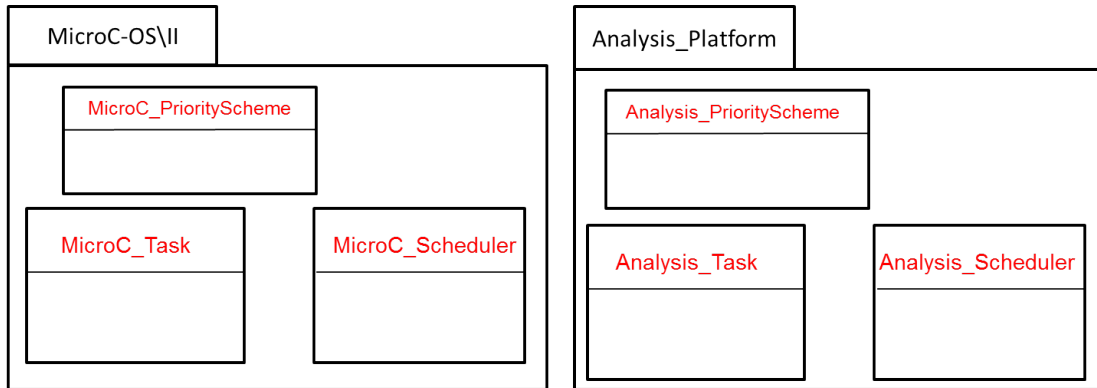 MicroC-OS\II
MicroC_PriorityScheme
MicroC_Task
MicroC_Scheduler
Analysis_Platform
Analysis_PriorityScheme
Analysis_Task
Analysis_Scheduler